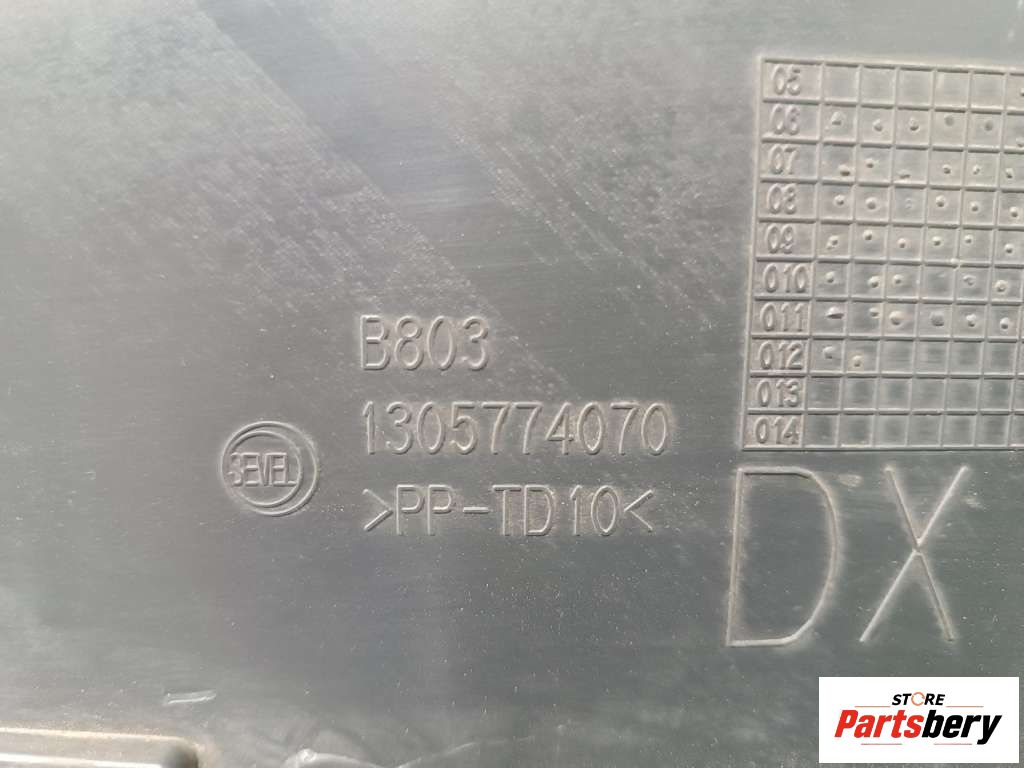 05
06
07
08
09
010
011
012
013
014
B803
1305774070
SEVEL
>PP-TD10<
DX
STORE
Partsbery